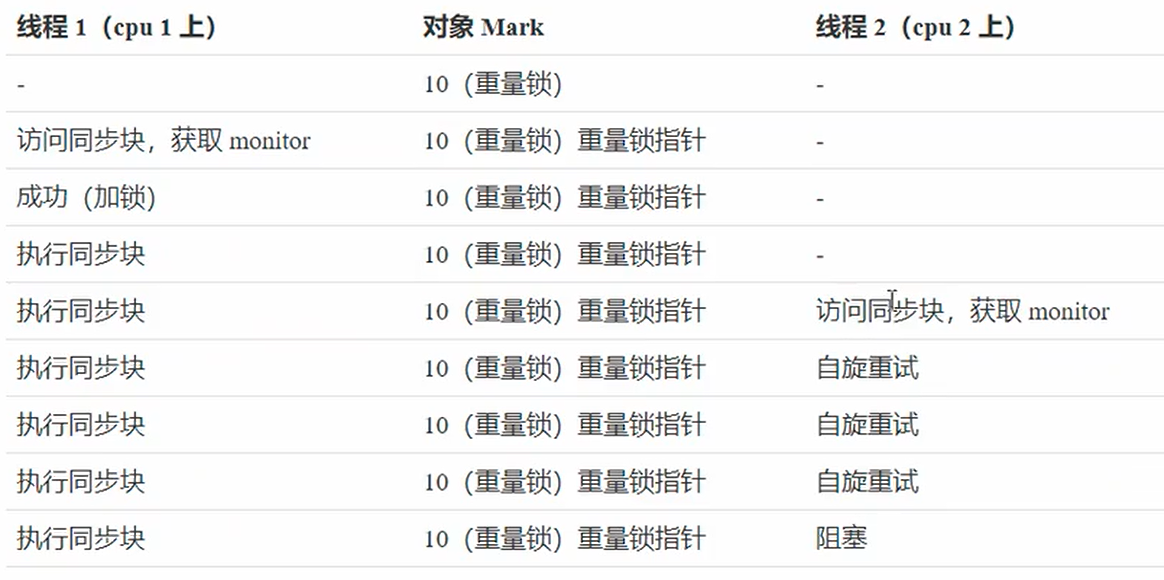 线程 1（cpu 1 上） 对象 Mark 线程 2（cpu 2 上）
- 10（重量锁） -
访问同步块，获取 monitor 10（重量锁）重量锁指针 -
成功（加锁） 10（重量锁）重量锁指针 -
执行同步块 10（重量锁）重量锁指针 -
执行同步块 10（重量锁）重量锁指针 访问同步块，获取 monitor
执行同步块 10（重量锁）重量锁指针 自旋重试
执行同步块 10（重量锁）重量锁指针 自旋重试
执行同步块 10（重量锁）重量锁指针 自旋重试
执行同步块 10（重量锁）重量锁指针 阻塞